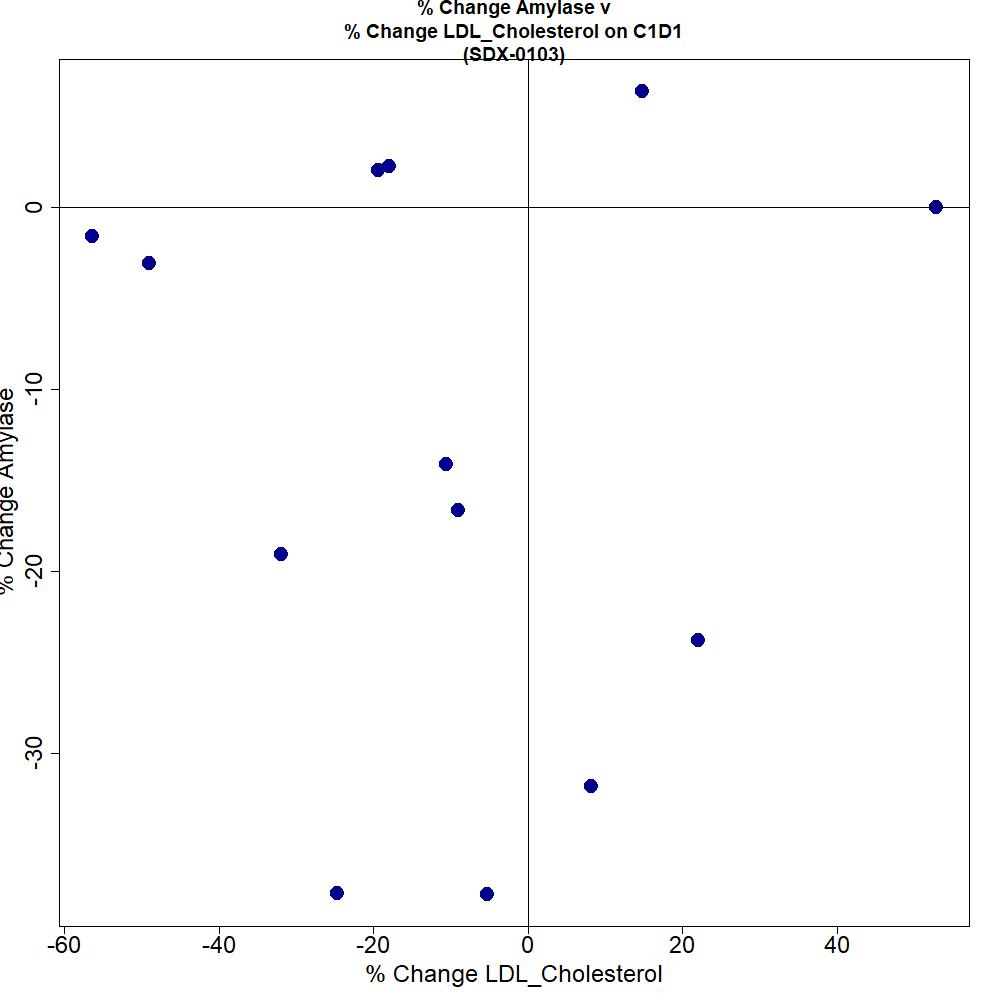 % Change Amylase v
% Change LDL_Cholesterol on C1D1
(SDX-0103)
% Change Amylase
0
-10
-20
-30
-60
-40
-20
0
20
40
% Change LDL_Cholesterol